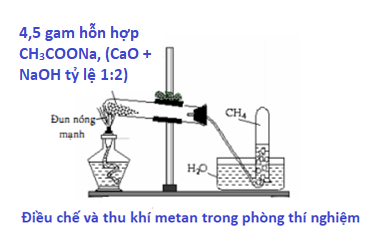 4,5 gam hỗn hợp
CH₃COONa, (CaO +
NaOH tỷ lệ 1:2)
Đun nóng
mạnh
CH₄
H₂O
Điều chế và thu khí metan trong phòng thí nghiệm